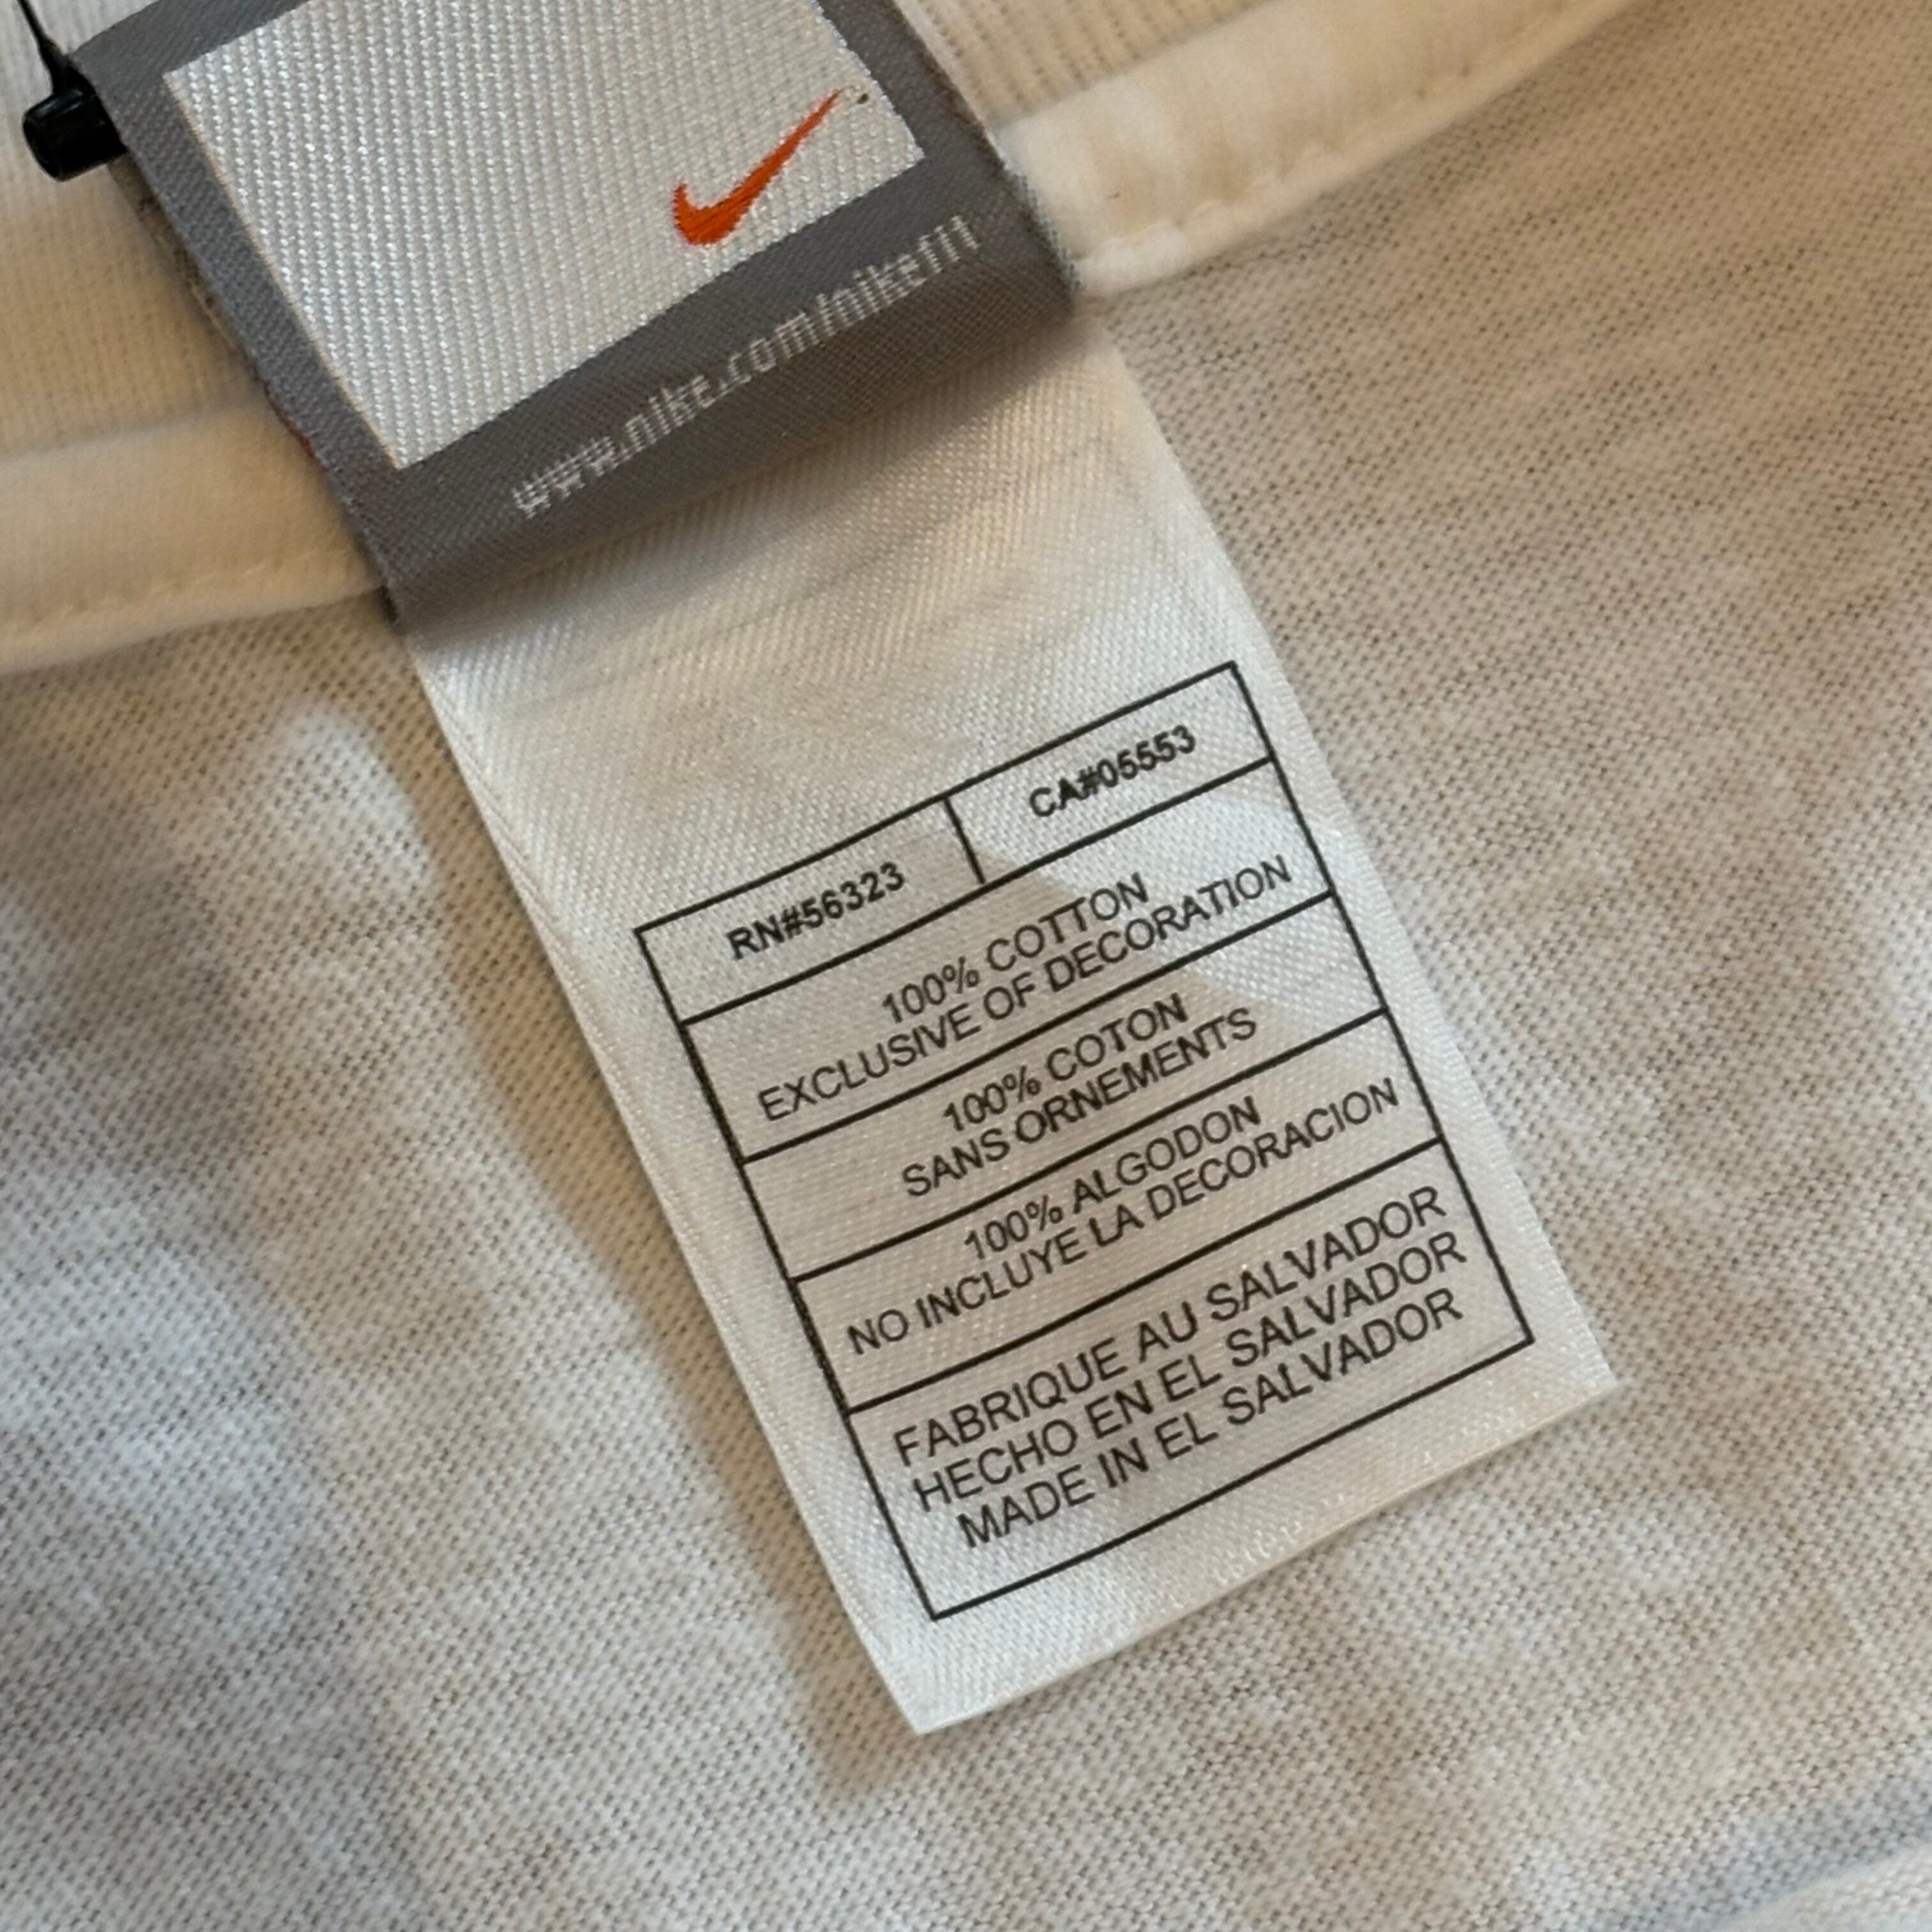 www.nike.com/nikefit
RN#56323
CA#05553
100% COTTON
EXCLUSIVE OF DECORATION
100% COTON
SANS ORNEMENTS
100% ALGODON
NO INCLUYE LA DECORACION
FABRIQUE AU SALVADOR
HECHO EN EL SALVADOR
MADE IN EL SALVADOR